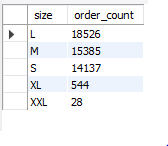 size order_count
L 18526
M 15385
S 14137
XL 544
XXL 28